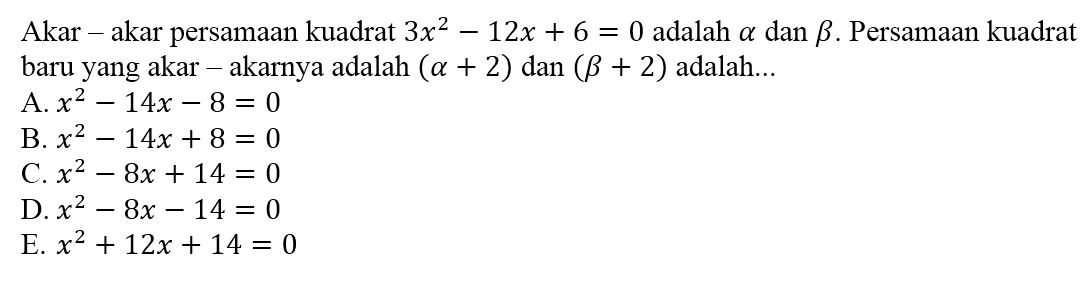 Akar – akar persamaan kuadrat 3x² − 12x + 6 = 0 adalah α dan β. Persamaan kuadrat
baru yang akar – akarnya adalah (α + 2) dan (β + 2) adalah...
A. x² − 14x − 8 = 0
B. x² − 14x + 8 = 0
C. x² − 8x + 14 = 0
D. x² − 8x − 14 = 0
E. x² + 12x + 14 = 0